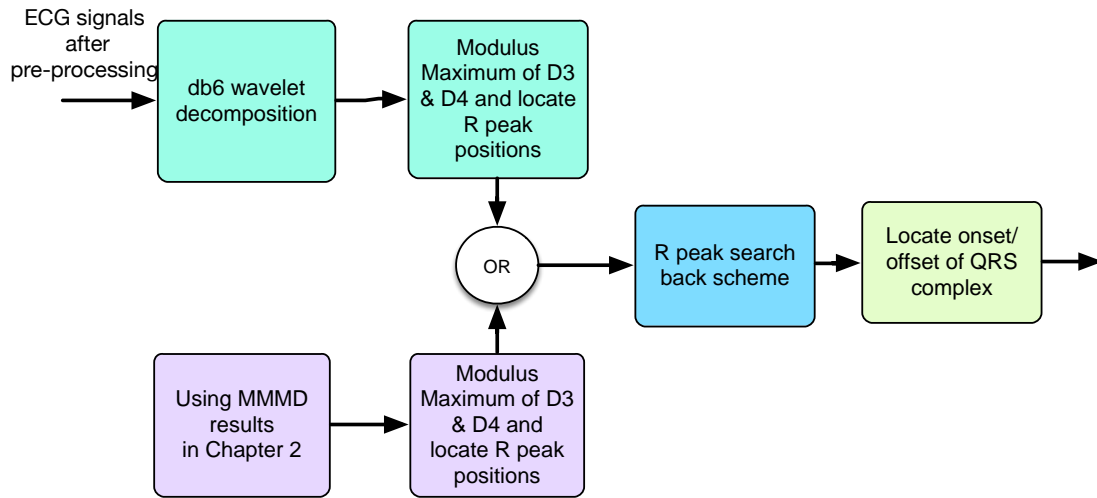 ECG signals
after
pre-processing
db6 wavelet
decomposition
Modulus
Maximum of D3
& D4 and locate
R peak
positions
OR
R peak search
back scheme
Locate onset/
offset of QRS
complex
Using MMMD
results
in Chapter 2
Modulus
Maximum of D3
& D4 and
locate R peak
positions